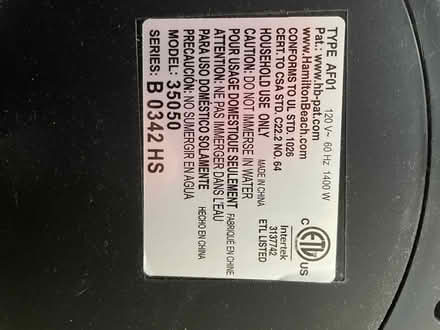 TYPE AF01 120 V~ 60 Hz 1400 W
Pat.: www.hb-pat.com
www.HamiltonBeach.com
CONFORMS TO UL STD. 1026
CERT. TO CSA STD. C22.2 NO. 64
HOUSEHOLD USE ONLY MADE IN CHINA
CAUTION: DO NOT IMMERSE IN WATER
POUR USAGE DOMESTIQUE SEULEMENT FABRIQUÉ EN CHINE
ATTENTION: NE PAS IMMERGER DANS L'EAU
PARA USO DOMÉSTICO SOLAMENTE HECHO EN CHINA
PRECAUCIÓN: NO SUMERGIR EN AGUA
MODEL: 35050
SERIES: B 0342 HS
C ETL US
Intertek
3137742
ETL LISTED